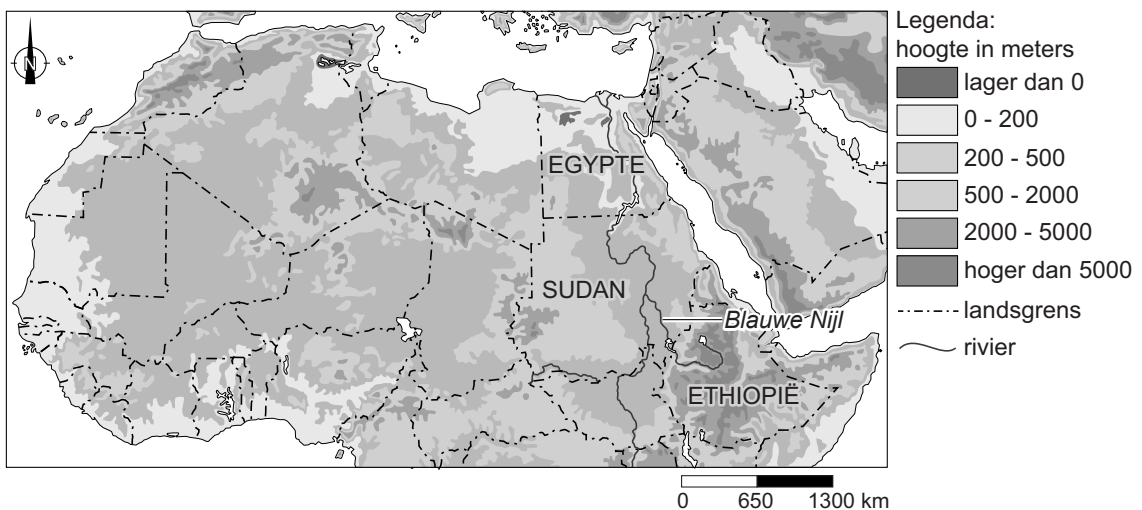 N
EGYPTE
SUDAN
Blauwe Nijl
ETHIOPIË
Legenda:
hoogte in meters
lager dan 0
0 - 200
200 - 500
500 - 2000
2000 - 5000
hoger dan 5000
landsgrens
rivier
0 650 1300 km